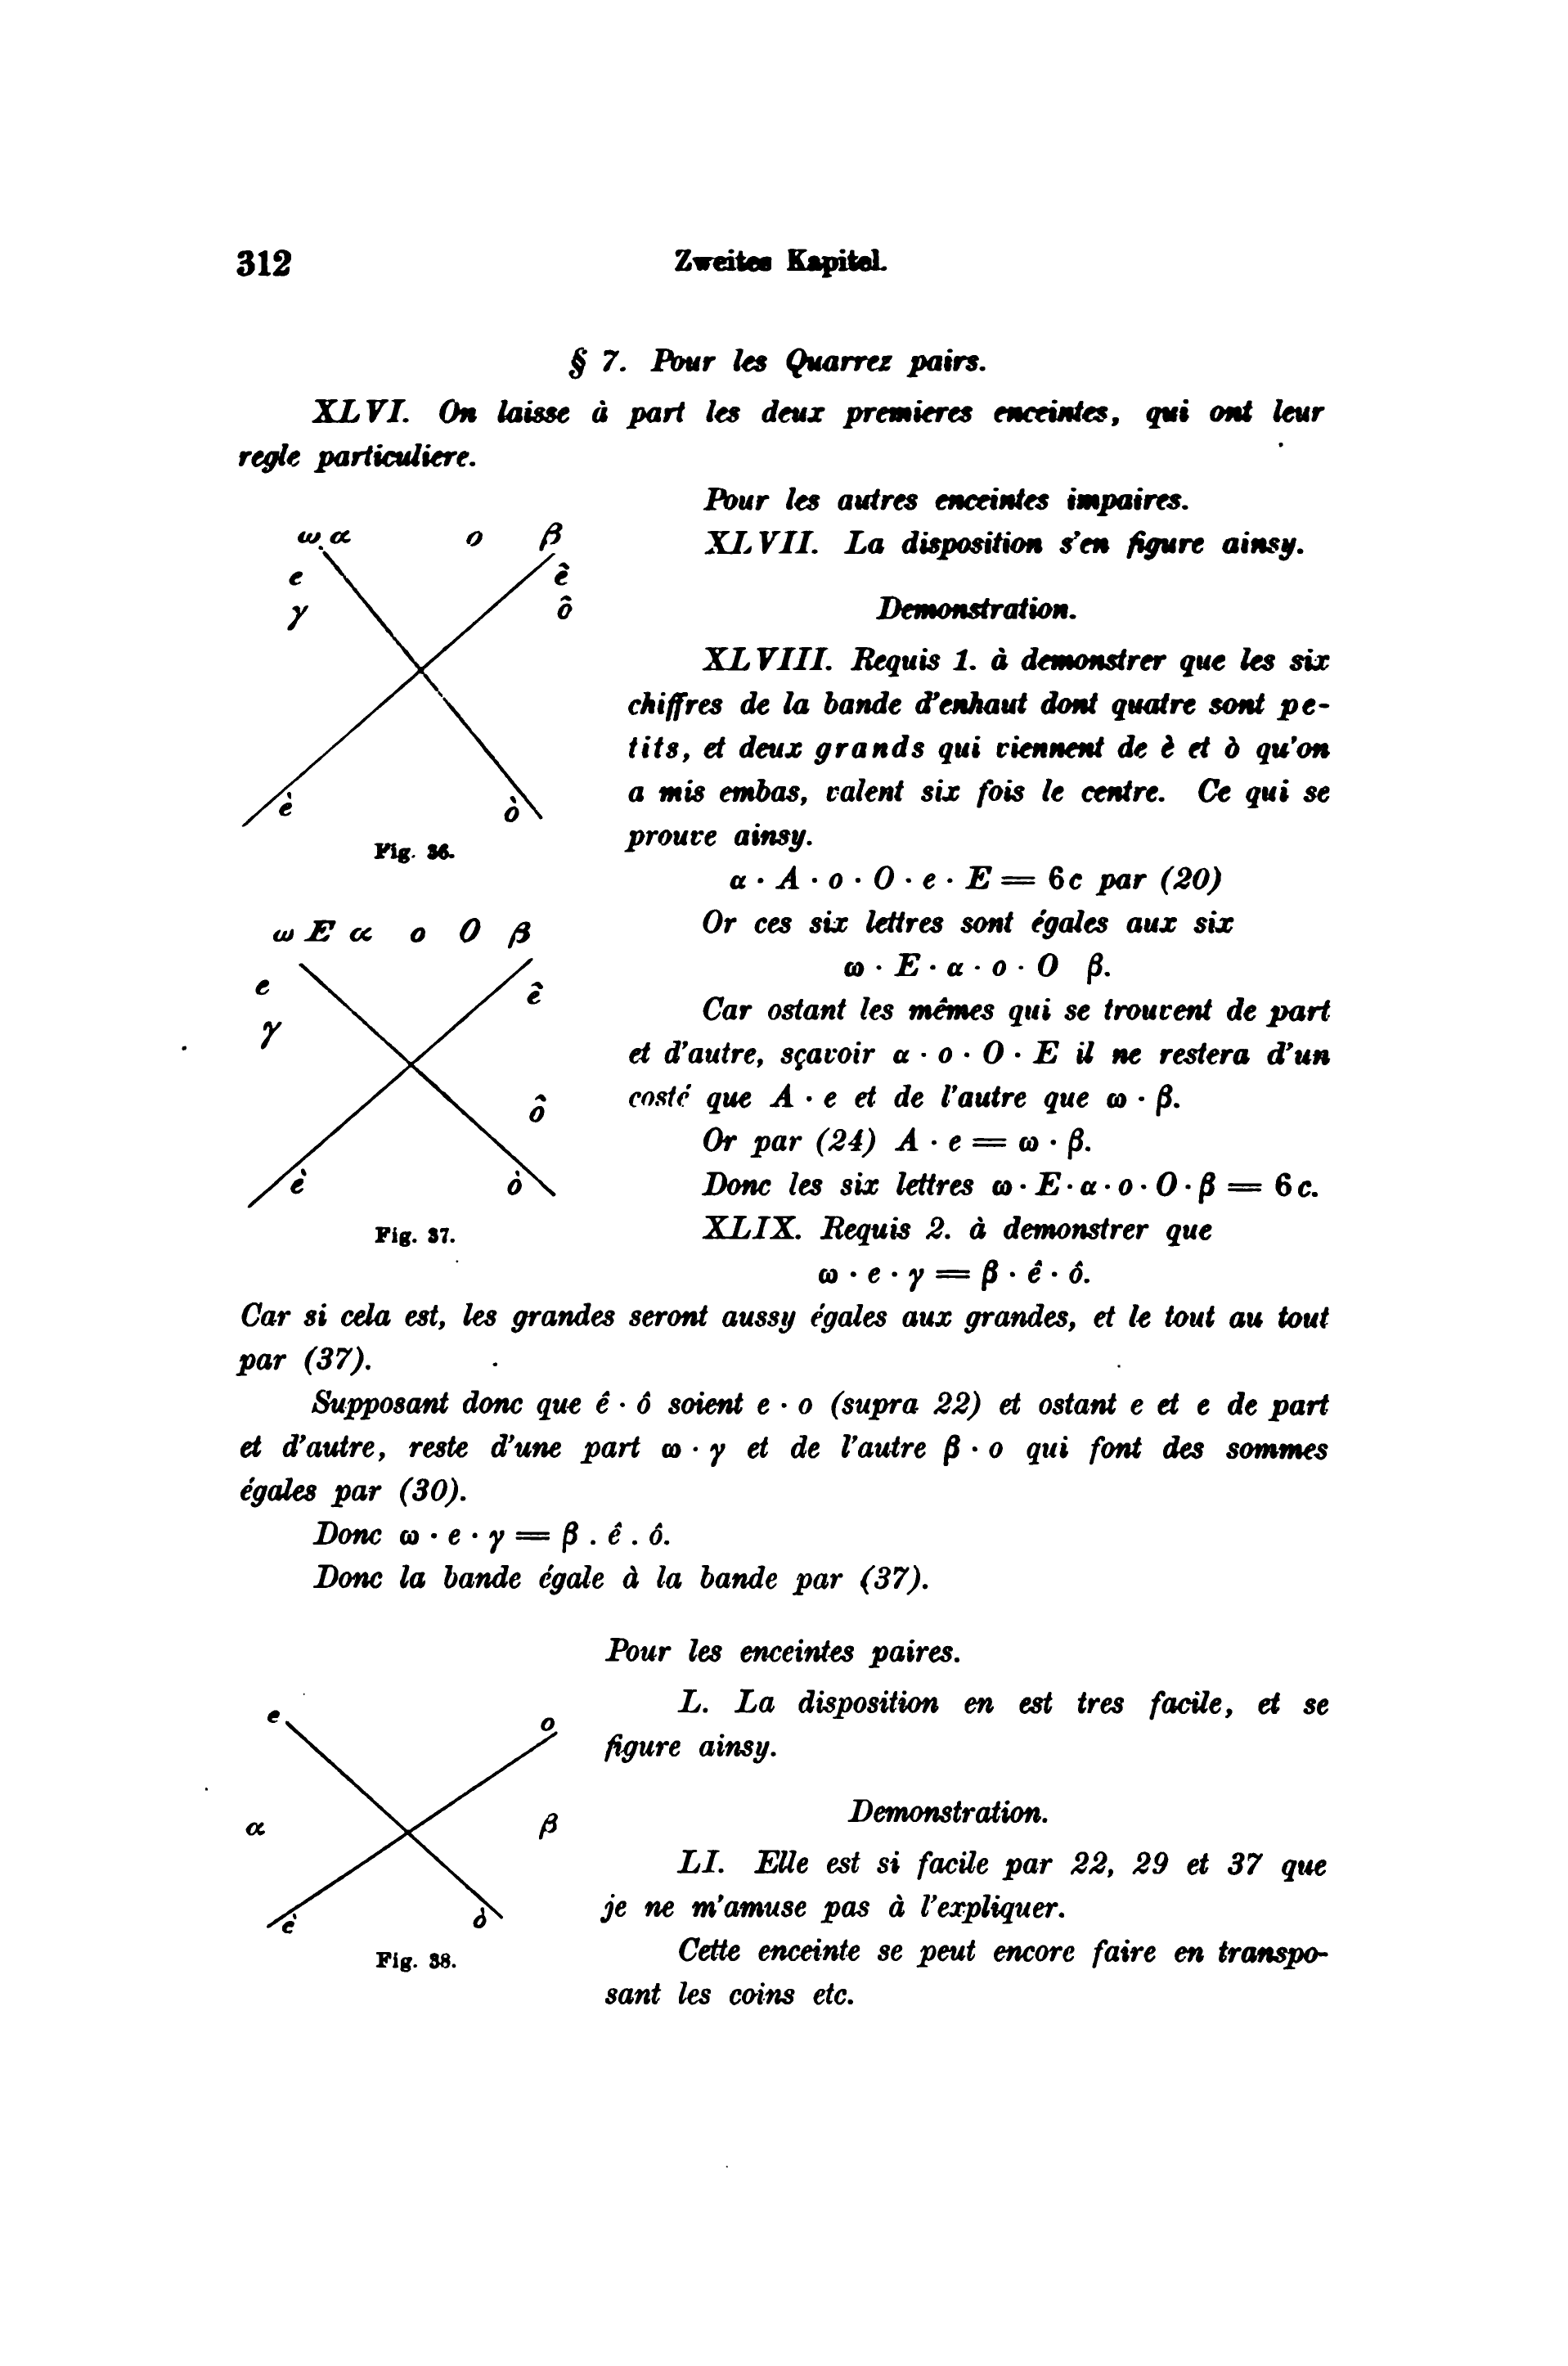 312
Zweites Kapitel.
§ 7. Pour les Quarrez pairs.
XLVI. On laisse à part les deux premieres enceintes, qui ont leur
regle particuliere.
Pour les autres enceintes impaires.
XLVII. La disposition s'en figure ainsy.
ω α o β
e ê
γ ô
è ò
Fig. 36.
Demonstration.
XLVIII. Requis 1. à demonstrer que les six
chiffres de la bande d'enhaut dont quatre sont pe-
tits, et deux grands qui viennent de è et ò qu'on
a mis embas, valent six fois le centre. Ce qui se
prouve ainsy.
α · A · o · O · e · E = 6c par (20)
Or ces six lettres sont égales aux six
ω · E · α · o · O β.
Car ostant les mêmes qui se trouvent de part
et d'autre, sçavoir α · o · O · E il ne restera d'un
costé que A · e et de l'autre que ω · β.
Or par (24) A · e = ω · β.
Donc les six lettres ω · E · α · o · O · β = 6c.
ω E α o O β
e ê
γ
ô
è ò
Fig. 37.
XLIX. Requis 2. à demonstrer que
ω · e · γ = β · ê · ô.
Car si cela est, les grandes seront aussy égales aux grandes, et le tout au tout
par (37).
Supposant donc que ê · ô soient e · o (supra 22) et ostant e et e de part
et d'autre, reste d'une part ω · γ et de l'autre β · o qui font des sommes
égales par (30).
Donc ω · e · γ = β . ê . ô.
Donc la bande égale à la bande par (37).
Pour les enceintes paires.
L. La disposition en est tres facile, et se
figure ainsy.
e o
α β
è ò
Fig. 38.
Demonstration.
LI. Elle est si facile par 22, 29 et 37 que
je ne m'amuse pas à l'expliquer.
Cette enceinte se peut encore faire en transpo-
sant les coins etc.